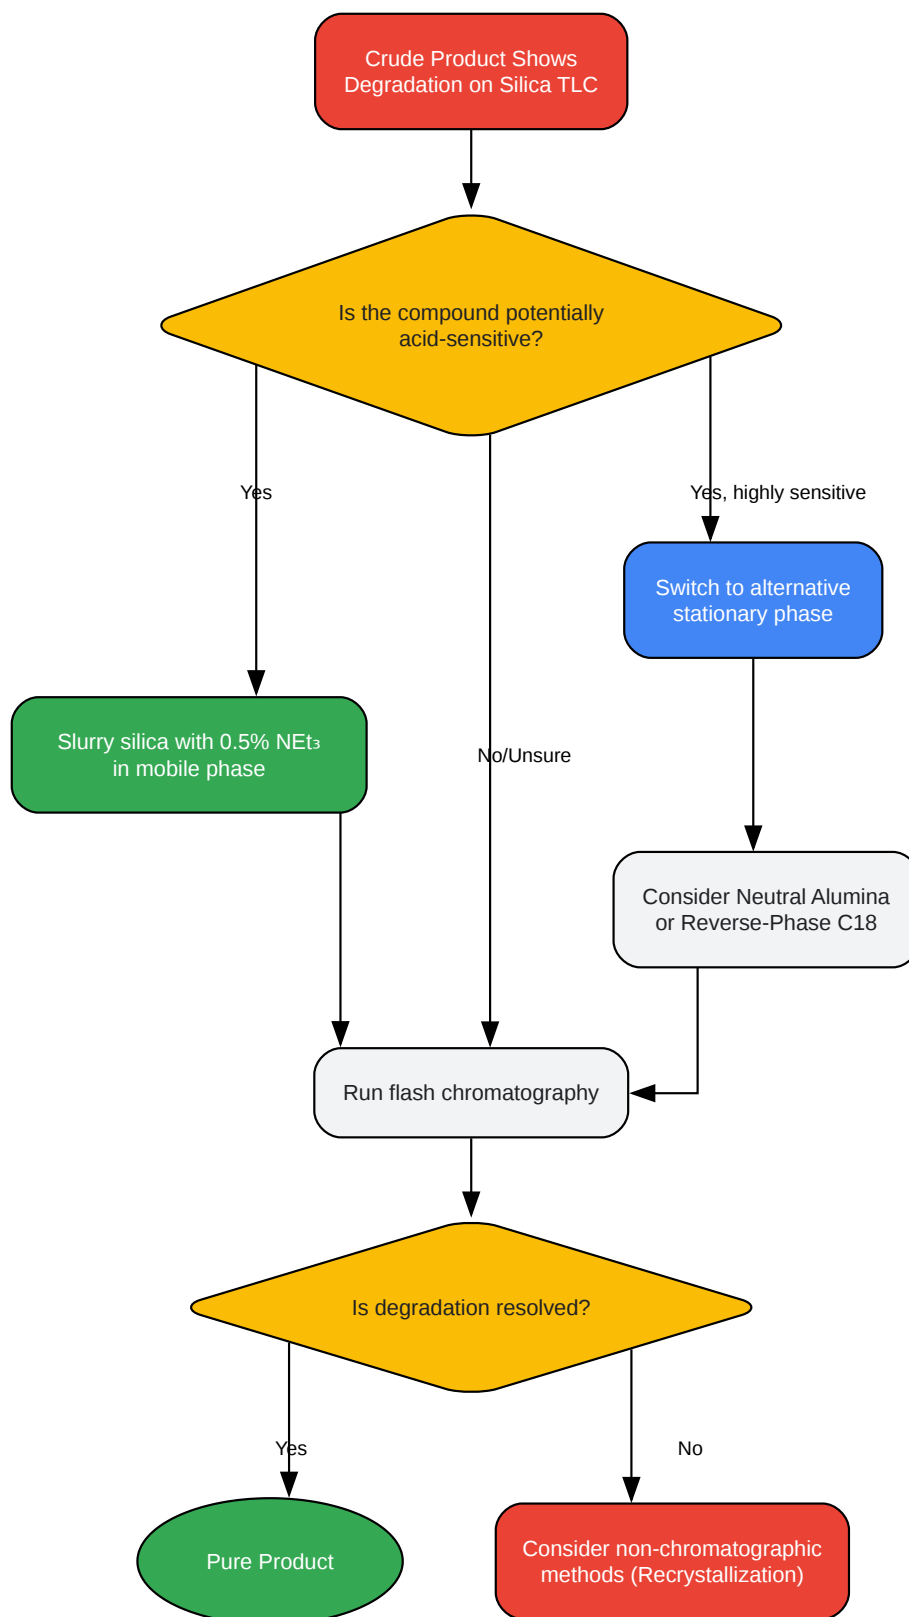 Crude Product Shows
Degradation on Silica TLC
Is the compound potentially
acid-sensitive?
Yes
Yes, highly sensitive
Switch to alternative
stationary phase
Slurry silica with 0.5% NEt₃
in mobile phase
No/Unsure
Consider Neutral Alumina
or Reverse-Phase C18
Run flash chromatography
Is degradation resolved?
Yes
No
Pure Product
Consider non-chromatographic
methods (Recrystallization)